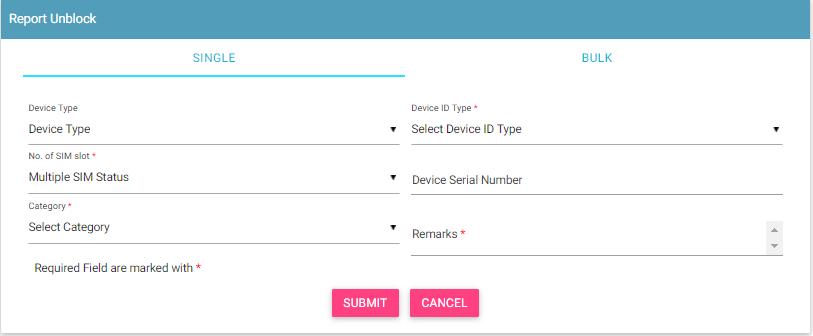 Report Unblock
SINGLE
BULK
Device Type
Device ID Type *
Device Type
Select Device ID Type
No. of SIM slot *
Multiple SIM Status
Device Serial Number
Category *
Select Category
Remarks *
Required Field are marked with *
SUBMIT
CANCEL